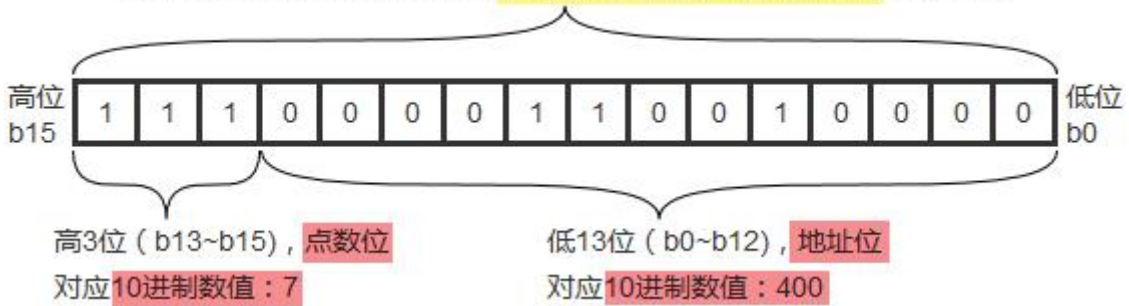 高位 1 1 1 0 0 0 0 1 1 0 0 1 0 0 0 0 低位
b15 b0
高3位（b13~b15），点数位 低13位（b0~b12)，地址位
对应10进制数值：7 对应10进制数值：400